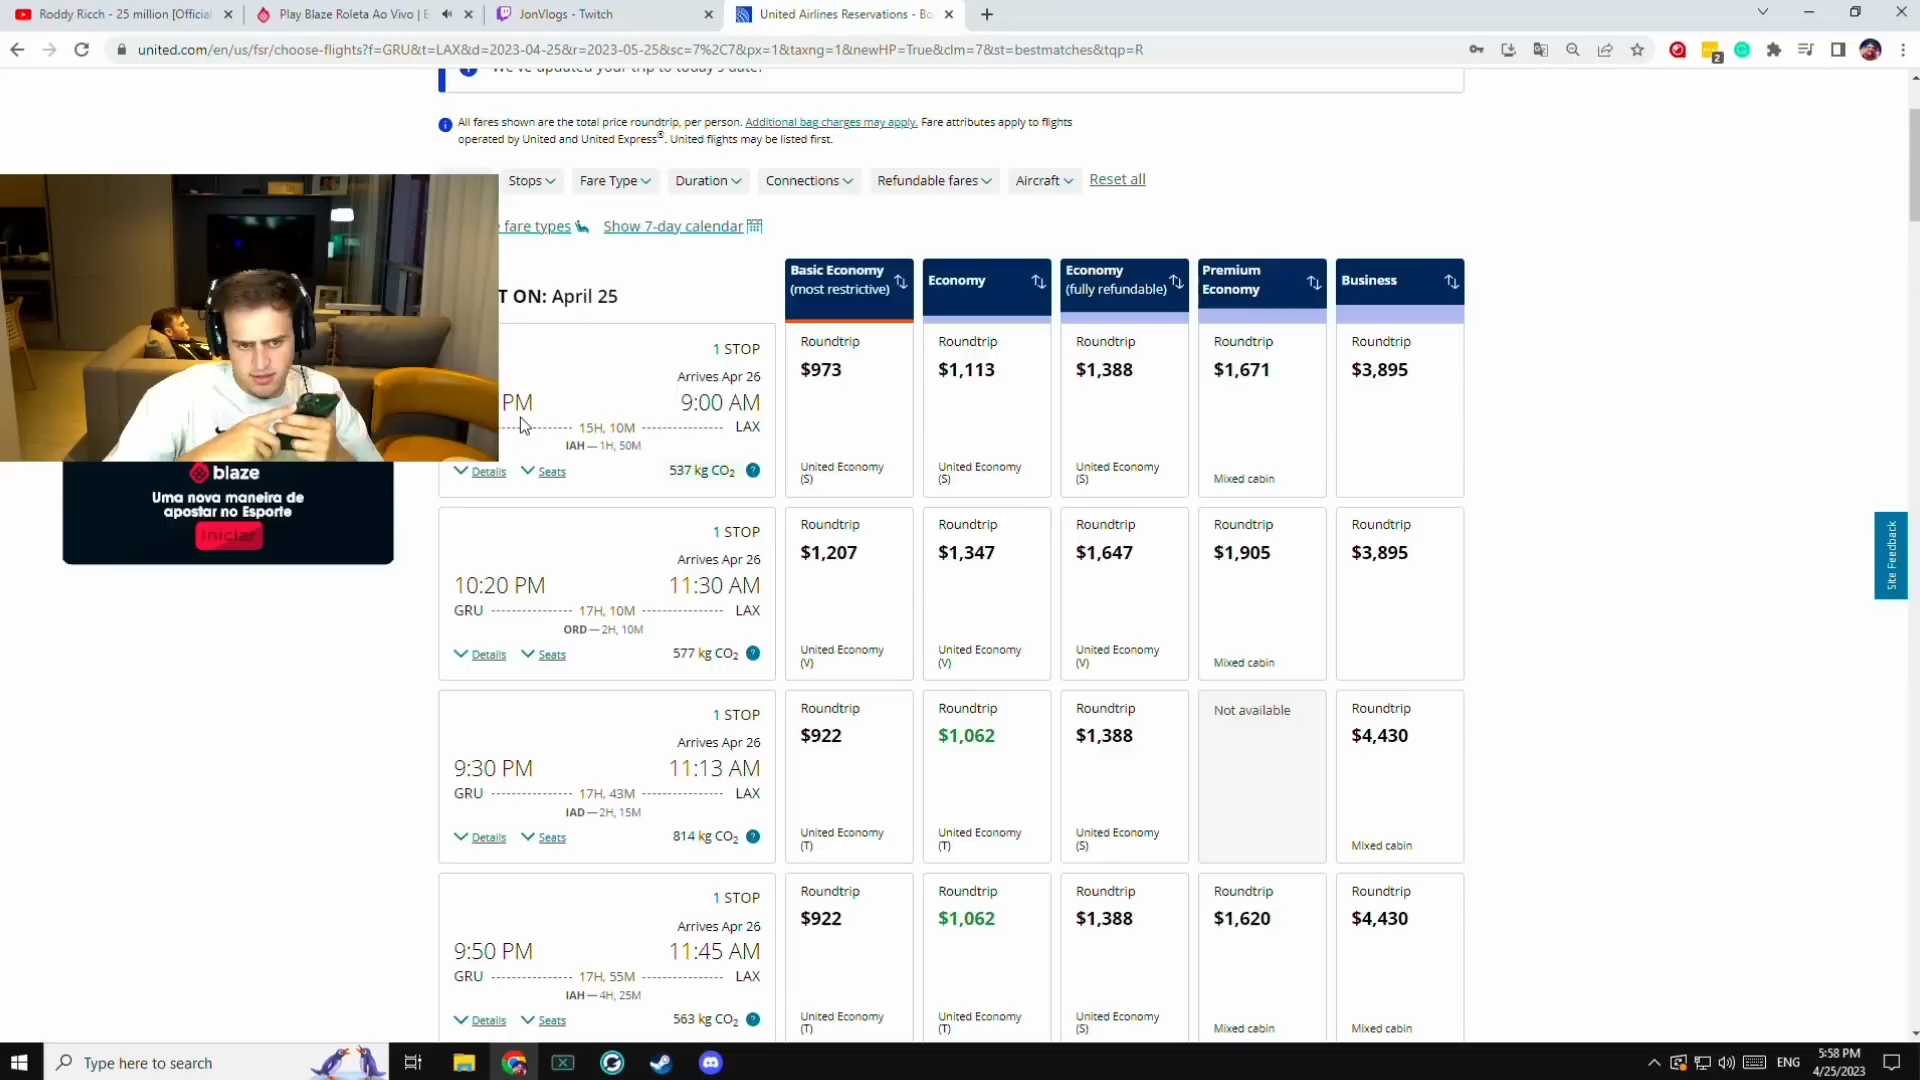 Roddy Ricch - 25 million [Official
Play Blaze Roleta Ao Vivo | B
JonVlogs - Twitch
United Airlines Reservations - Bo
united.com/en/us/fsr/choose-flights?f=GRU&t=LAX&d=2023-04-25&r=2023-05-25&sc=7%2C7&px=1&taxng=1&newHP=True&clm=7&st=bestmatches&tqp=R
2
We've updated your trip to today's date.
All fares shown are the total price roundtrip, per person. Additional bag charges may apply. Fare attributes apply to flights
operated by United and United Express®. United flights may be listed first.
Stops
Fare Type
Duration
Connections
Refundable fares
Aircraft
Reset all
fare types
Show 7-day calendar
T ON: April 25
Basic Economy
(most restrictive)
Economy
Economy
(fully refundable)
Premium
Economy
Business
1 STOP
Arrives Apr 26
PM
9:00 AM
15H, 10M
LAX
IAH — 1H, 50M
Details
Seats
537 kg CO2
?
Roundtrip
$973
United Economy
(S)
Roundtrip
$1,113
United Economy
(S)
Roundtrip
$1,388
United Economy
(S)
Roundtrip
$1,671
Mixed cabin
Roundtrip
$3,895
blaze
Uma nova maneira de
apostar no Esporte
Iniciar
1 STOP
Arrives Apr 26
10:20 PM
11:30 AM
GRU
17H, 10M
LAX
ORD — 2H, 10M
Details
Seats
577 kg CO2
?
Roundtrip
$1,207
United Economy
(V)
Roundtrip
$1,347
United Economy
(V)
Roundtrip
$1,647
United Economy
(V)
Roundtrip
$1,905
Mixed cabin
Roundtrip
$3,895
Site Feedback
1 STOP
Arrives Apr 26
9:30 PM
11:13 AM
GRU
17H, 43M
LAX
IAD — 2H, 15M
Details
Seats
814 kg CO2
?
Roundtrip
$922
United Economy
(T)
Roundtrip
$1,062
United Economy
(T)
Roundtrip
$1,388
United Economy
(S)
Not available
Roundtrip
$4,430
Mixed cabin
1 STOP
Arrives Apr 26
9:50 PM
11:45 AM
GRU
17H, 55M
LAX
IAH — 4H, 25M
Details
Seats
563 kg CO2
?
Roundtrip
$922
United Economy
(T)
Roundtrip
$1,062
United Economy
(T)
Roundtrip
$1,388
United Economy
(S)
Roundtrip
$1,620
Mixed cabin
Roundtrip
$4,430
Mixed cabin
Type here to search
ENG
5:58 PM
4/25/2023